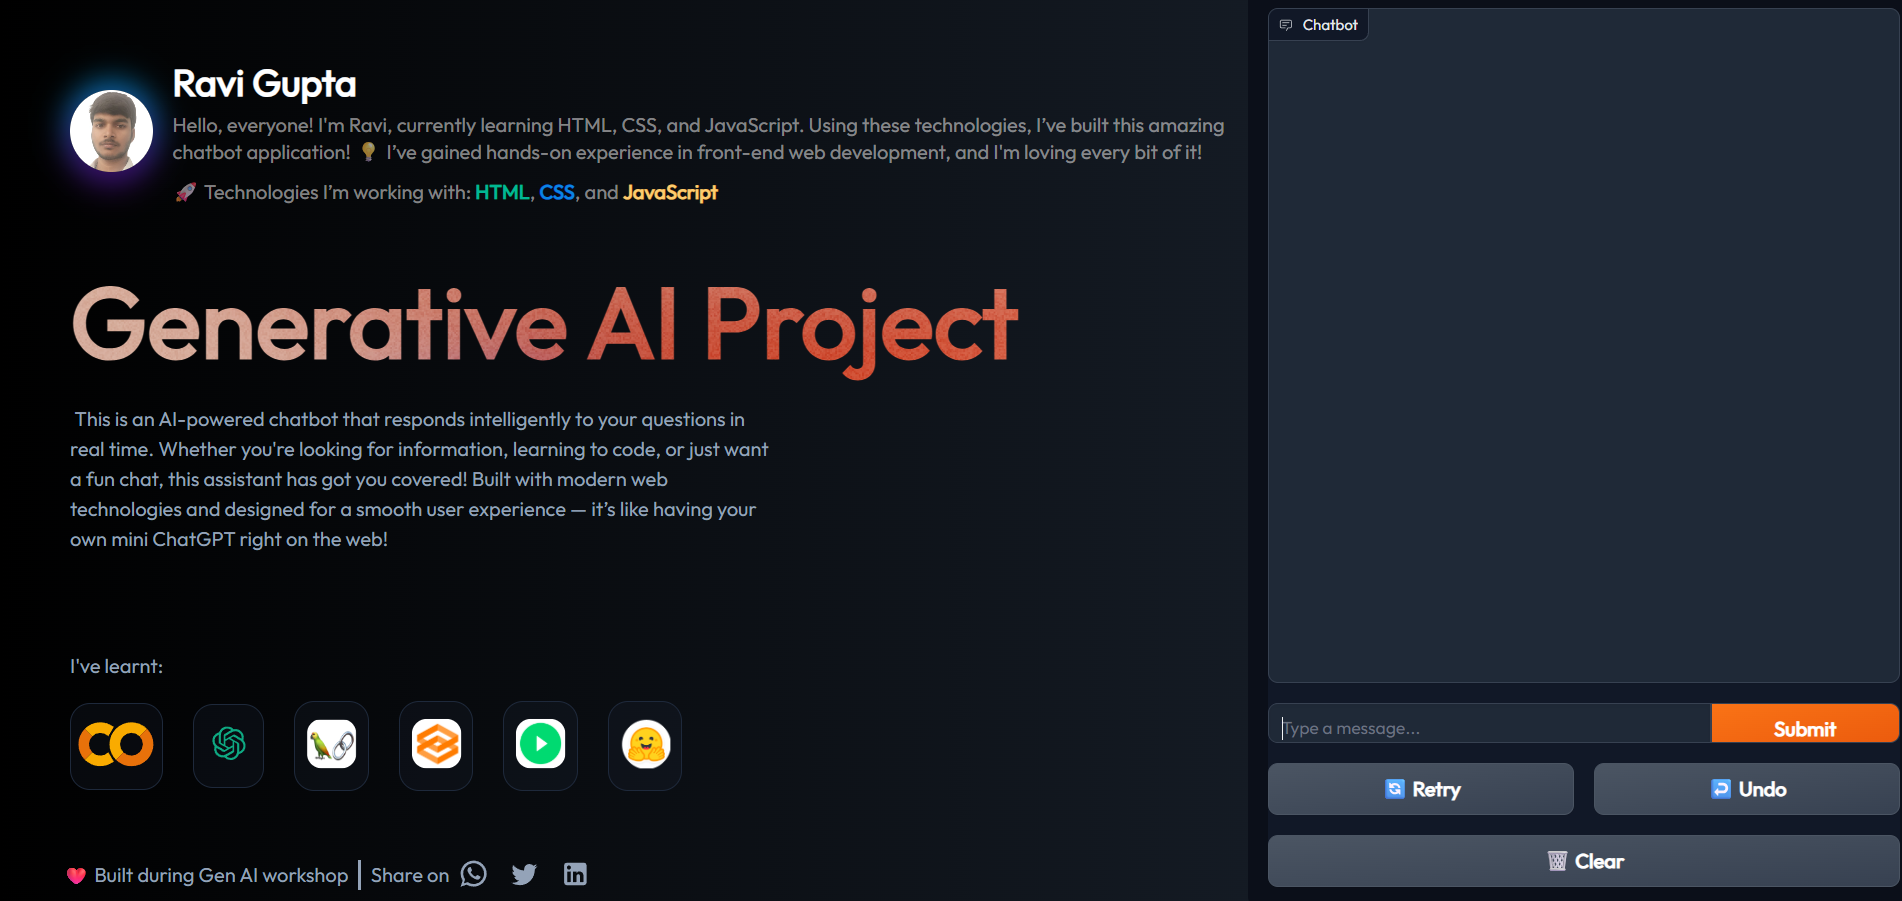 Ravi Gupta
Hello, everyone! I'm Ravi, currently learning HTML, CSS, and JavaScript. Using these technologies, I’ve built this amazing
chatbot application! 💡 I’ve gained hands-on experience in front-end web development, and I'm loving every bit of it!
🚀 Technologies I’m working with: HTML, CSS, and JavaScript
Generative AI Project
This is an AI-powered chatbot that responds intelligently to your questions in
real time. Whether you're looking for information, learning to code, or just want
a fun chat, this assistant has got you covered! Built with modern web
technologies and designed for a smooth user experience — it’s like having your
own mini ChatGPT right on the web!
I've learnt:
❤️ Built during Gen AI workshop | Share on
Chatbot
Type a message...
Submit
🔄 Retry
↩️ Undo
🗑️ Clear